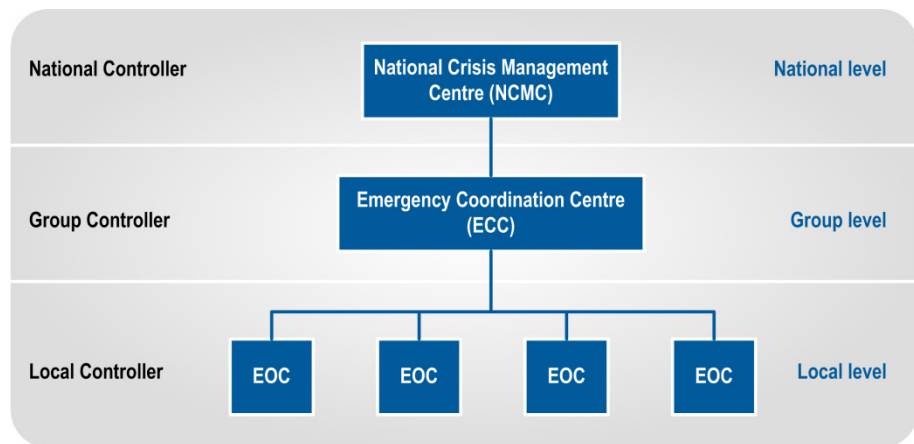 National Controller
National Crisis Management
Centre (NCMC)
National level
Group Controller
Emergency Coordination Centre
(ECC)
Group level
Local Controller
EOC
EOC
EOC
EOC
Local level